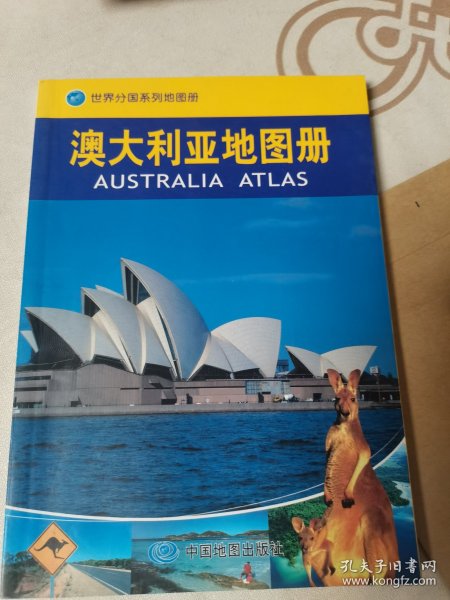 世界分国系列地图册
澳大利亚地图册
AUSTRALIA ATLAS
中国地图出版社
孔夫子旧书网
www.kongfz.com